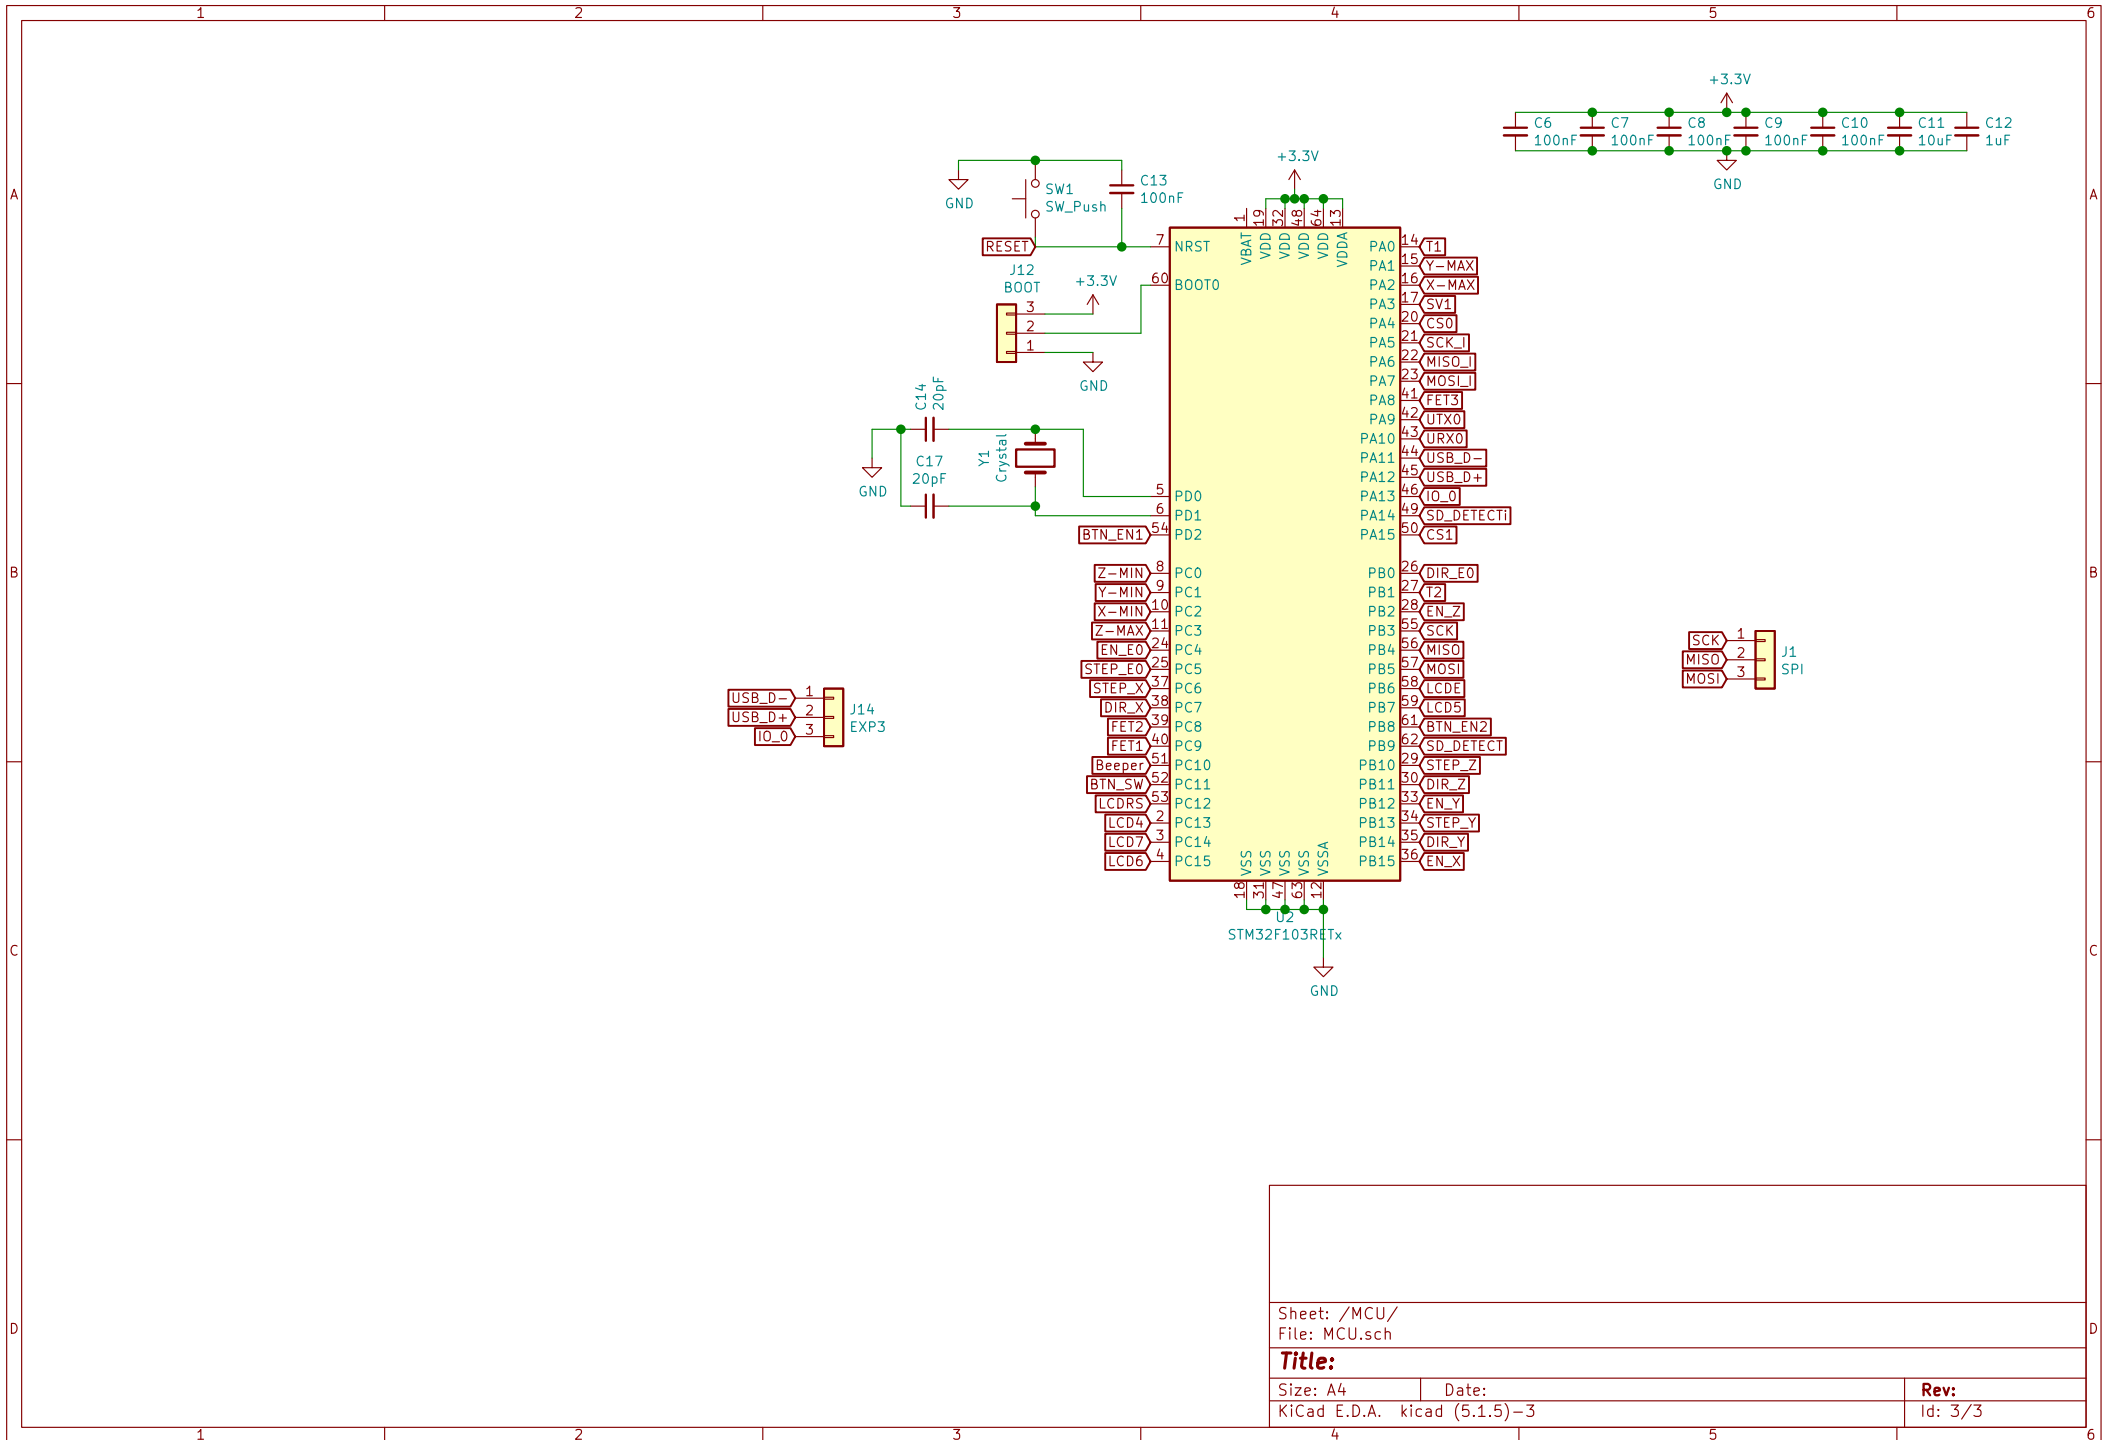 1 2 3 4 5 6
A
B
C
D
A
B
C
D
1 2 3 4 5 6
+3.3V
C6
100nF
C7
100nF
C8
100nF
C9
100nF
C10
100nF
C11
10uF
C12
1uF
GND
+3.3V
GND
SW1
SW_Push
C13
100nF
RESET
J12
BOOT
3
2
1
+3.3V
GND
C14
20pF
C17
20pF
GND
Y1
Crystal
BTN_EN1
Z-MIN
Y-MIN
X-MIN
Z-MAX
EN_E0
STEP_E0
STEP_X
DIR_X
FET2
FET1
Beeper
BTN_SW
LCDRS
LCD4
LCD7
LCD6
7 NRST
60 BOOT0
5 PD0
6 PD1
54 PD2
8 PC0
9 PC1
10 PC2
11 PC3
24 PC4
25 PC5
37 PC6
38 PC7
39 PC8
40 PC9
51 PC10
52 PC11
53 PC12
2 PC13
3 PC14
4 PC15
1 VBAT
19 VDD
32 VDD
48 VDD
64 VDD
13 VDDA
PA0 14 T1
PA1 15 Y-MAX
PA2 16 X-MAX
PA3 17 SV1
PA4 20 CS0
PA5 21 SCK_I
PA6 22 MISO_I
PA7 23 MOSI_I
PA8 41 FET3
PA9 42 UTX0
PA10 43 URX0
PA11 44 USB_D-
PA12 45 USB_D+
PA13 46 IO_0
PA14 49 SD_DETECTi
PA15 50 CS1
PB0 26 DIR_E0
PB1 27 T2
PB2 28 EN_Z
PB3 55 SCK
PB4 56 MISO
PB5 57 MOSI
PB6 58 LCDE
PB7 59 LCD5
PB8 61 BTN_EN2
PB9 62 SD_DETECT
PB10 29 STEP_Z
PB11 30 DIR_Z
PB12 33 EN_Y
PB13 34 STEP_Y
PB14 35 DIR_Y
PB15 36 EN_X
VSS 18
VSS 31
VSS 47
VSS 63
VSSA 12
U2
STM32F103RETx
GND
USB_D- 1
USB_D+ 2
IO_0 3
J14
EXP3
SCK 1
MISO 2
MOSI 3
J1
SPI
Sheet: /MCU/
File: MCU.sch
Title:
Size: A4 Date: Rev:
KiCad E.D.A. kicad (5.1.5)-3 Id: 3/3